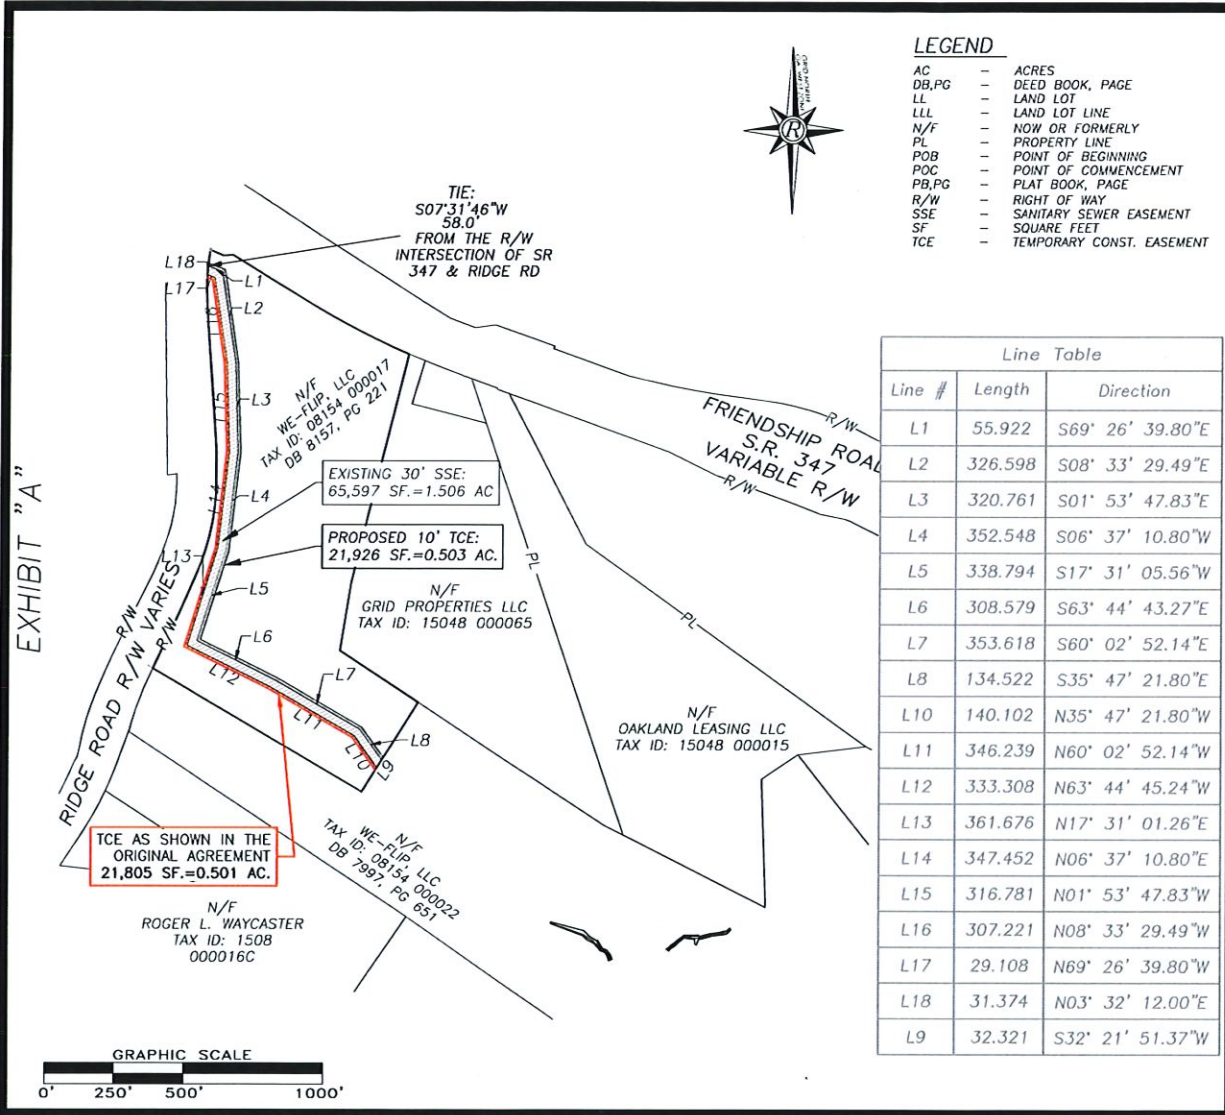 LEGEND
AC - ACRES
DB,PG - DEED BOOK, PAGE
LL - LAND LOT
LLL - LAND LOT LINE
N/F - NOW OR FORMERLY
PL - PROPERTY LINE
POB - POINT OF BEGINNING
POC - POINT OF COMMENCEMENT
PB,PG - PLAT BOOK, PAGE
R/W - RIGHT OF WAY
SSE - SANITARY SEWER EASEMENT
SF - SQUARE FEET
TCE - TEMPORARY CONST. EASEMENT
R
TIE:
S07°31'46"W
58.0'
FROM THE R/W
INTERSECTION OF SR
347 & RIDGE RD
L18
L1
L17
L2
L16
L3
L15
L4
L14
L13
L5
L6
L12
L7
L11
L8
L10
L9
N/F
WE-FLIP, LLC
TAX ID: 08154 000017
DB 8157, PG 221
EXISTING 30' SSE:
65,597 SF.=1.506 AC
PROPOSED 10' TCE:
21,926 SF.=0.503 AC.
N/F
GRID PROPERTIES LLC
TAX ID: 15048 000065
FRIENDSHIP ROAD
S.R. 347
VARIABLE R/W
R/W
R/W
PL
PL
N/F
OAKLAND LEASING LLC
TAX ID: 15048 000015
EXHIBIT "A"
R/W
R/W
RIDGE ROAD R/W VARIES
TCE AS SHOWN IN THE
ORIGINAL AGREEMENT
21,805 SF.=0.501 AC.
N/F
WE-FLIP, LLC
TAX ID: 08154 000022
DB 7997, PG 651
N/F
ROGER L. WAYCASTER
TAX ID: 1508
000016C
Line Table
Line # Length Direction
L1 55.922 S69° 26' 39.80"E
L2 326.598 S08° 33' 29.49"E
L3 320.761 S01° 53' 47.83"E
L4 352.548 S06° 37' 10.80"W
L5 338.794 S17° 31' 05.56"W
L6 308.579 S63° 44' 43.27"E
L7 353.618 S60° 02' 52.14"E
L8 134.522 S35° 47' 21.80"E
L10 140.102 N35° 47' 21.80"W
L11 346.239 N60° 02' 52.14"W
L12 333.308 N63° 44' 45.24"W
L13 361.676 N17° 31' 01.26"E
L14 347.452 N06° 37' 10.80"E
L15 316.781 N01° 53' 47.83"W
L16 307.221 N08° 33' 29.49"W
L17 29.108 N69° 26' 39.80"W
L18 31.374 N03° 32' 12.00"E
L9 32.321 S32° 21' 51.37"W
GRAPHIC SCALE
0' 250' 500' 1000'